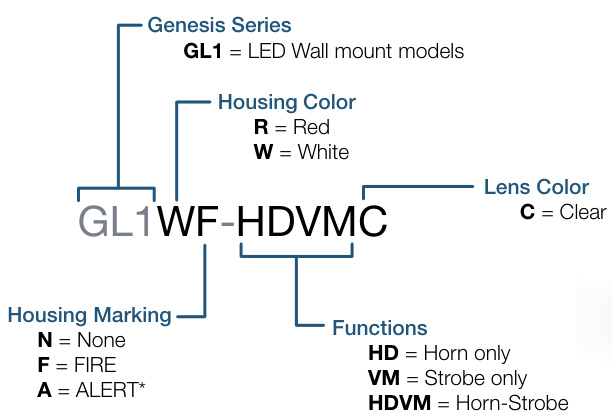 Genesis Series
GL1 = LED Wall mount models
Housing Color
R = Red
W = White
Lens Color
C = Clear
GL1WF-HDVMC
Housing Marking
N = None
F = FIRE
A = ALERT*
Functions
HD = Horn only
VM = Strobe only
HDVM = Horn-Strobe